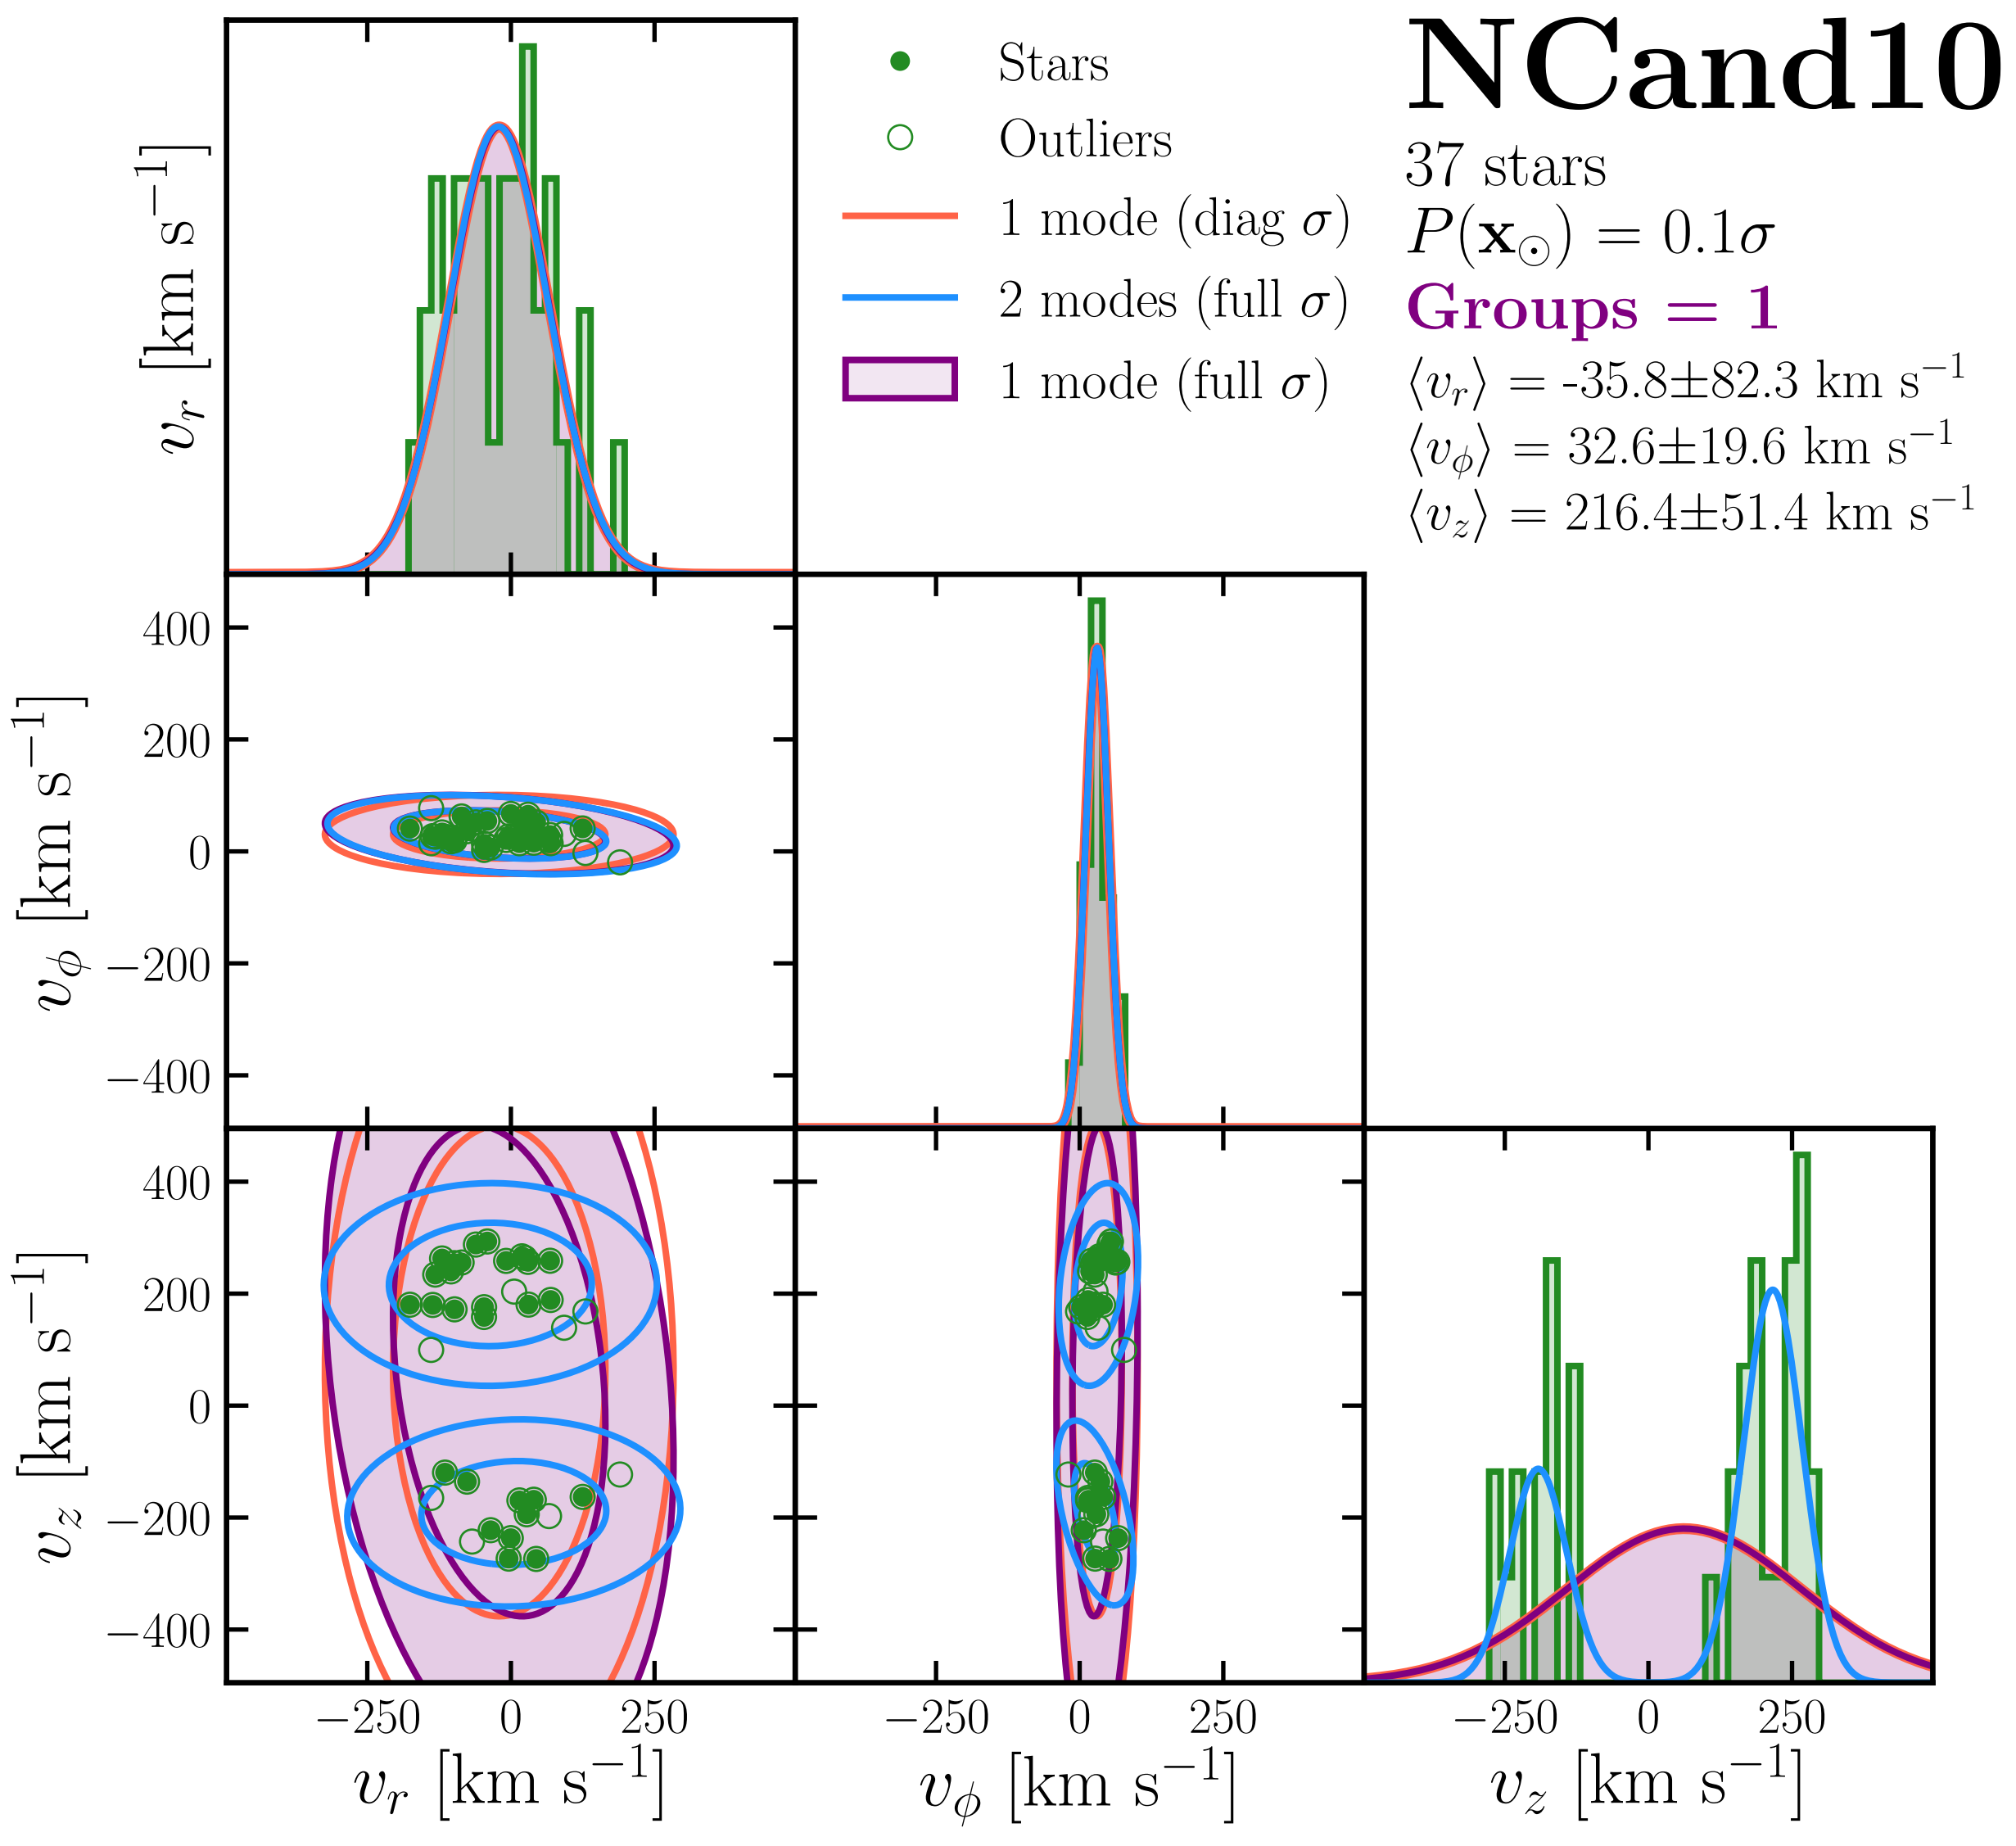 NCand10
37 stars
P(x⊙) = 0.1σ
Groups = 1
⟨v_r⟩ = -35.8±82.3 km s⁻¹
⟨v_ϕ⟩ = 32.6±19.6 km s⁻¹
⟨v_z⟩ = 216.4±51.4 km s⁻¹
Stars
Outliers
1 mode (diag σ)
2 modes (full σ)
1 mode (full σ)
v_r [km s⁻¹]
400
200
0
−200
−400
v_ϕ [km s⁻¹]
400
200
0
−200
−400
v_z [km s⁻¹]
−250 0 250
v_r [km s⁻¹]
−250 0 250
v_ϕ [km s⁻¹]
−250 0 250
v_z [km s⁻¹]